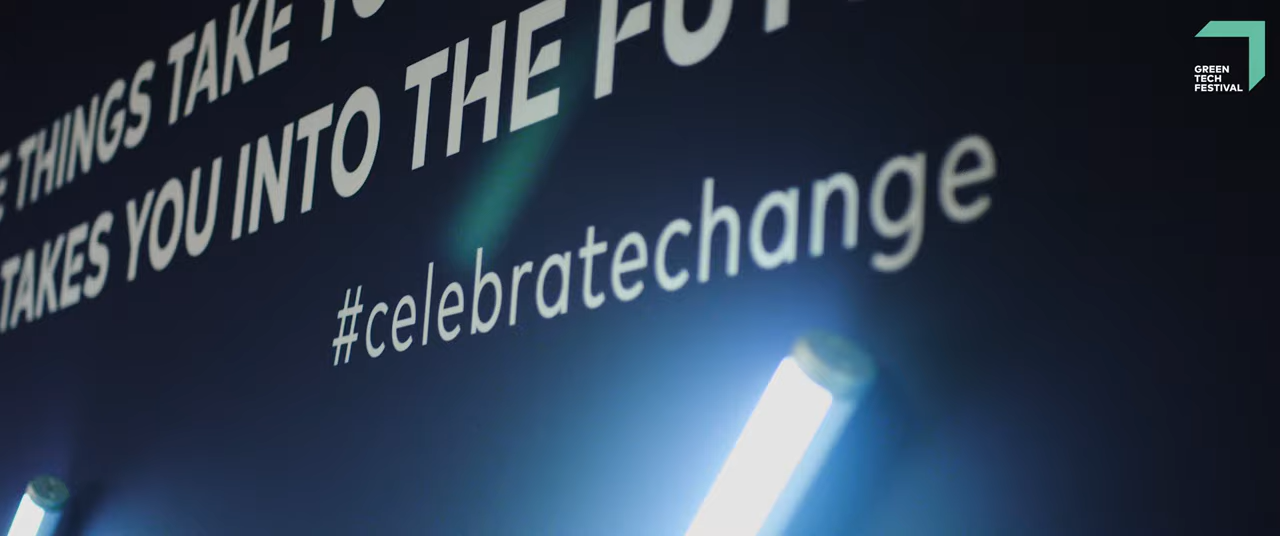 THINGS TAKE
TAKES YOU INTO THE
#celebratechange
GREEN
TECH
FESTIVAL